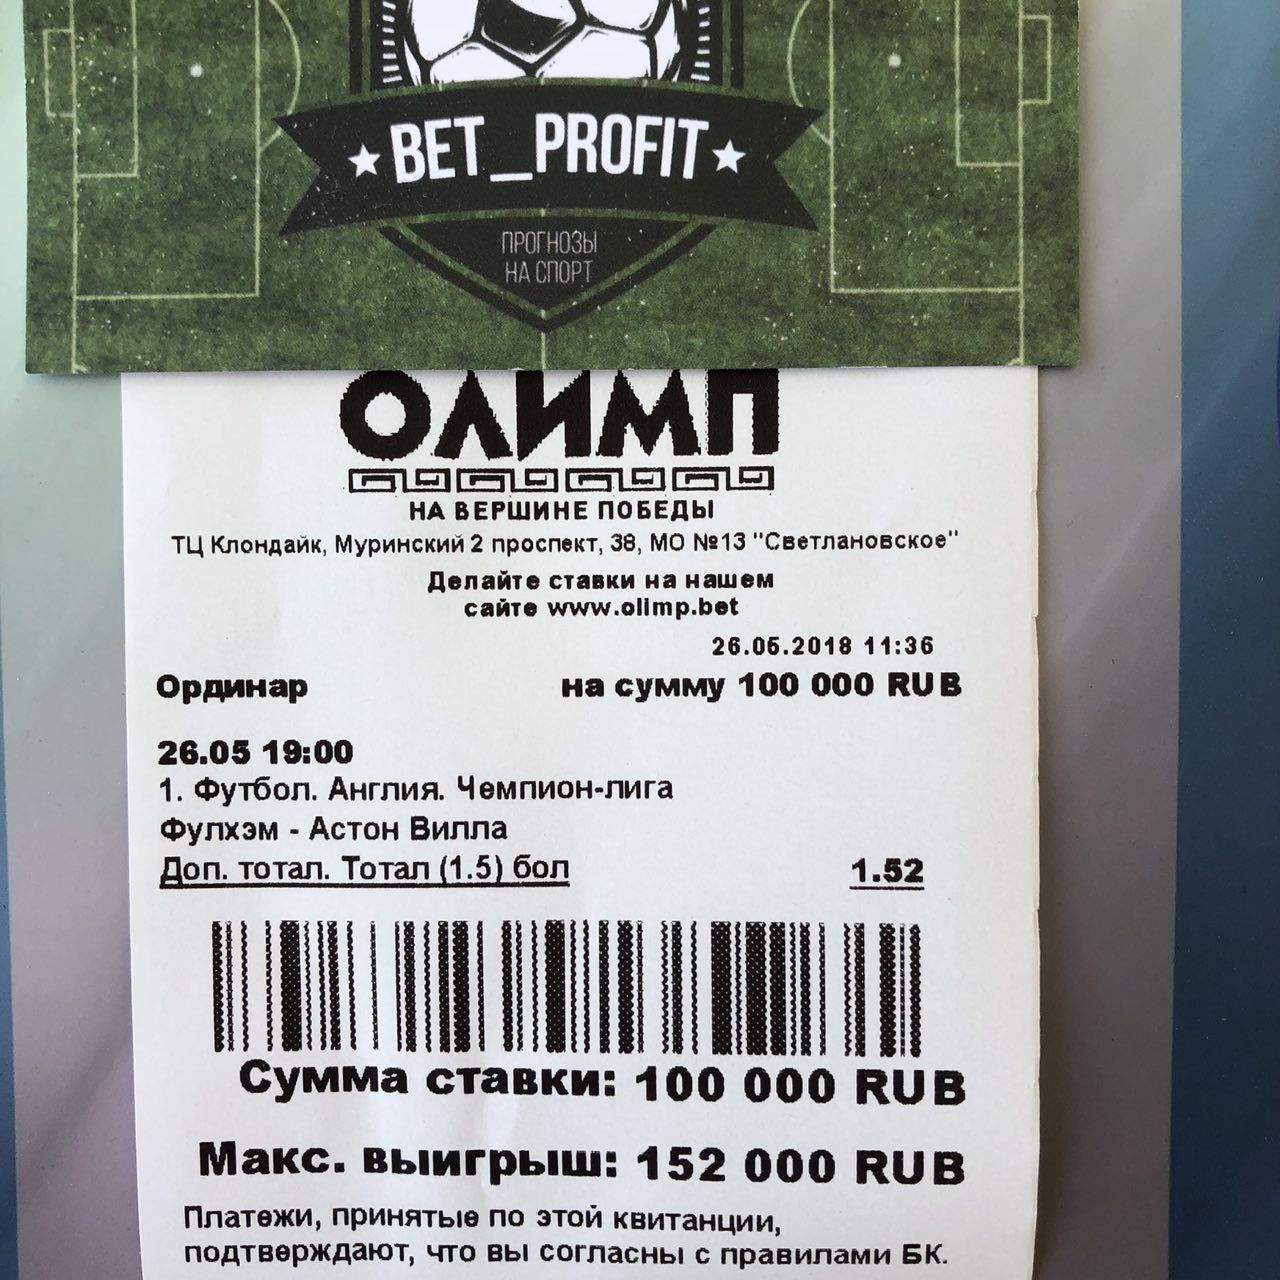 BET_PROFIT
ПРОГНОЗЫ
НА СПОРТ
ОЛИМП
НА ВЕРШИНЕ ПОБЕДЫ
ТЦ Клондайк, Муринский 2 проспект, 38, МО №13 "Светлановское"
Делайте ставки на нашем
сайте www.olimp.bet
26.05.2018 11:36
Ординар на сумму 100 000 RUB
26.05 19:00
1. Футбол. Англия. Чемпион-лига
Фулхэм - Астон Вилла
Доп. тотал. Тотал (1.5) бол 1.52
Сумма ставки: 100 000 RUB
Макс. выигрыш: 152 000 RUB
Платежи, принятые по этой квитанции,
подтверждают, что вы согласны с правилами БК.